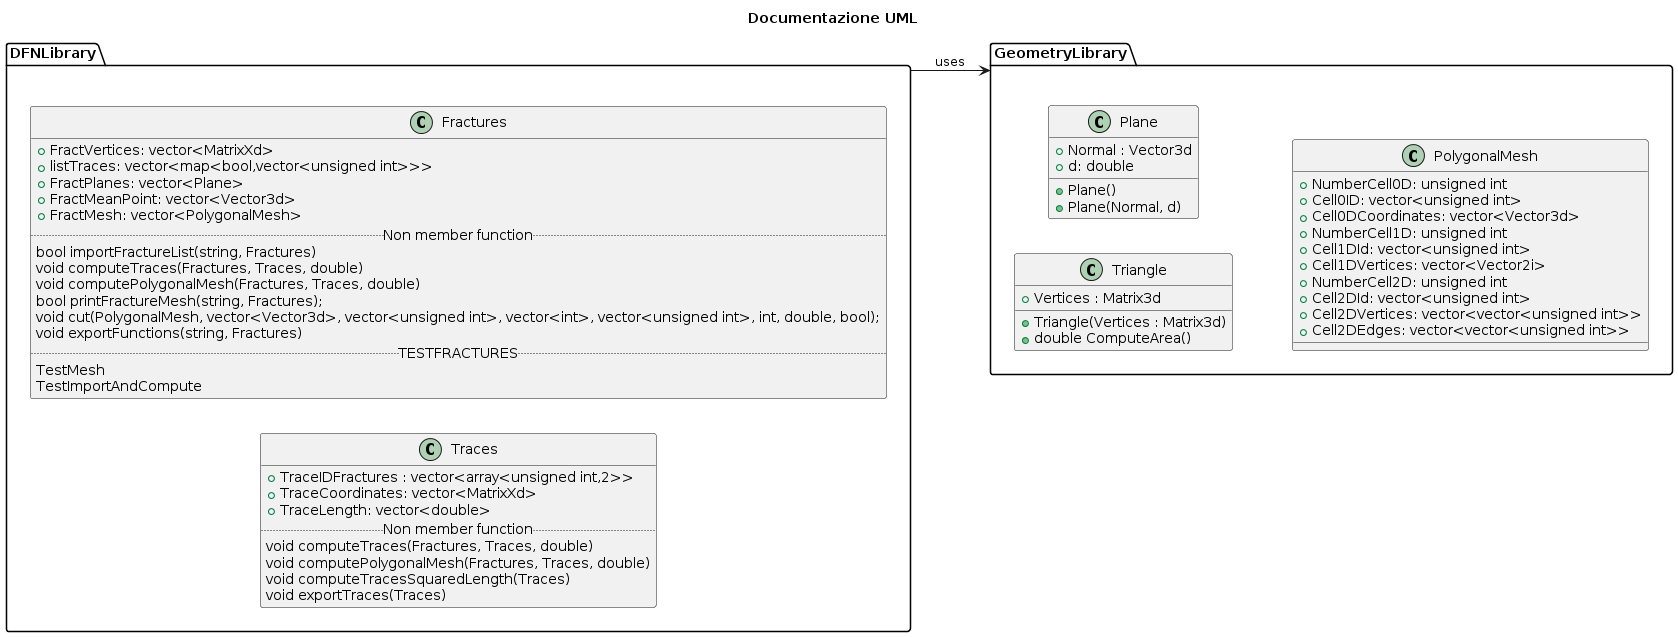 Documentazione UML
DFNLibrary
uses
GeometryLibrary
C Fractures
FractVertices: vector<MatrixXd>
listTraces: vector<map<bool,vector<unsigned int>>>
FractPlanes: vector<Plane>
FractMeanPoint: vector<Vector3d>
FractMesh: vector<PolygonalMesh>
Non member function
bool importFractureList(string, Fractures)
void computeTraces(Fractures, Traces, double)
void computePolygonalMesh(Fractures, Traces, double)
bool printFractureMesh(string, Fractures);
void cut(PolygonalMesh, vector<Vector3d>, vector<unsigned int>, vector<int>, vector<unsigned int>, int, double, bool);
void exportFunctions(string, Fractures)
TESTFRACTURES
TestMesh
TestImportAndCompute
C Traces
TraceIDFractures : vector<array<unsigned int,2>>
TraceCoordinates: vector<MatrixXd>
TraceLength: vector<double>
Non member function
void computeTraces(Fractures, Traces, double)
void computePolygonalMesh(Fractures, Traces, double)
void computeTracesSquaredLength(Traces)
void exportTraces(Traces)
C Plane
Normal : Vector3d
d: double
Plane()
Plane(Normal, d)
C Triangle
Vertices : Matrix3d
Triangle(Vertices : Matrix3d)
double ComputeArea()
C PolygonalMesh
NumberCell0D: unsigned int
Cell0ID: vector<unsigned int>
Cell0DCoordinates: vector<Vector3d>
NumberCell1D: unsigned int
Cell1DId: vector<unsigned int>
Cell1DVertices: vector<Vector2i>
NumberCell2D: unsigned int
Cell2DId: vector<unsigned int>
Cell2DVertices: vector<vector<unsigned int>>
Cell2DEdges: vector<vector<unsigned int>>